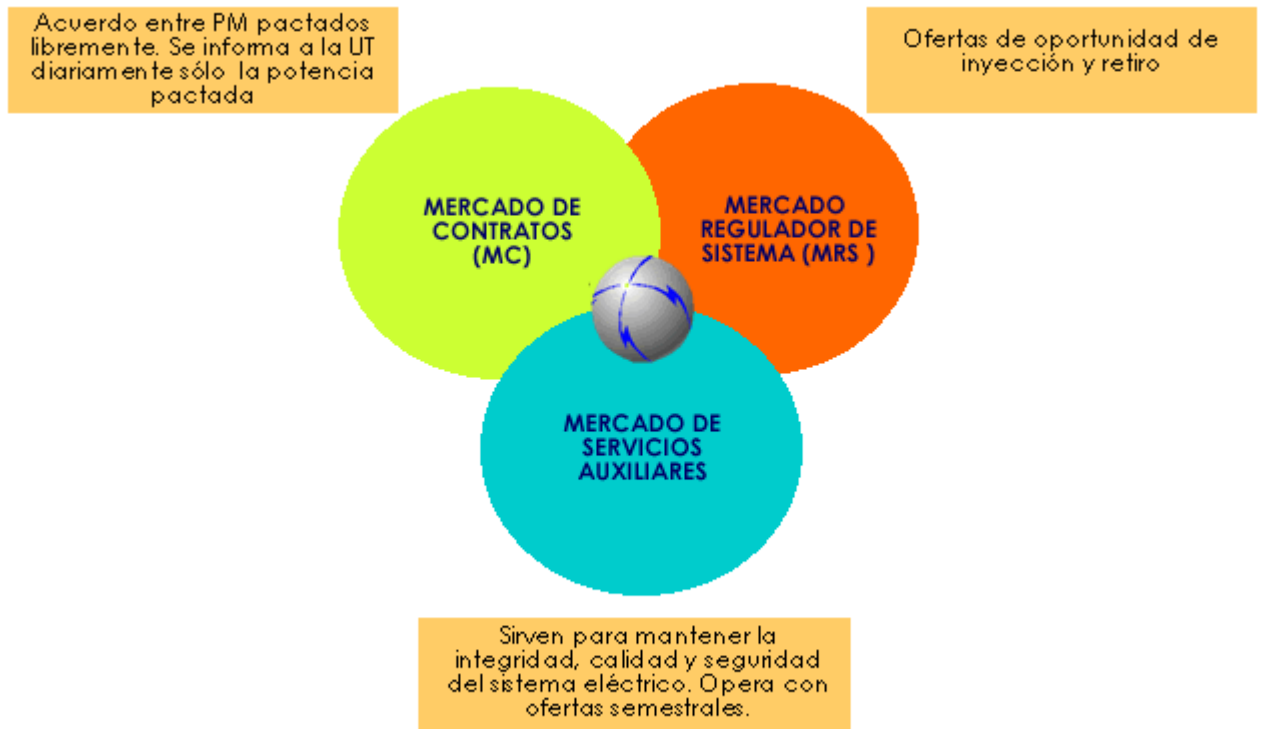 Acuerdo entre PM pactados
libremente. Se informa a la UT
diariamente sólo la potencia
pactada
Ofertas de oportunidad de
inyección y retiro
MERCADO DE
CONTRATOS
(MC)
MERCADO
REGULADOR DE
SISTEMA (MRS )
MERCADO DE
SERVICIOS
AUXILIARES
Sirven para mantener la
integridad, calidad y seguridad
del sistema eléctrico. Opera con
ofertas semestrales.